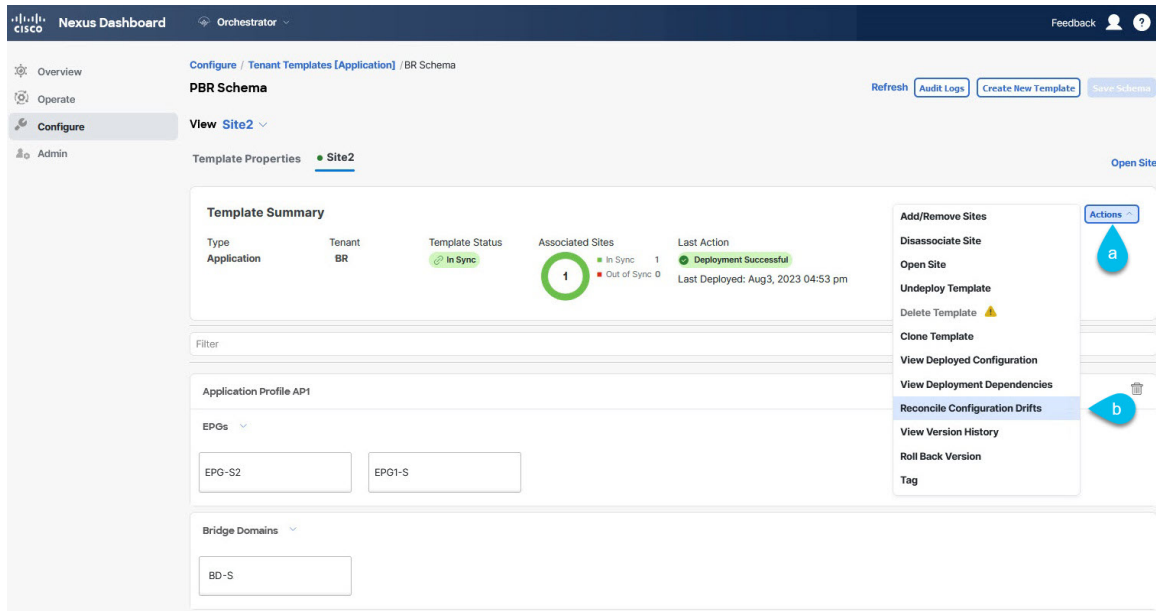 CISCO Nexus Dashboard Orchestrator Feedback ?
Overview
Operate
Configure
Admin
Configure / Tenant Templates [Application] /BR Schema
PBR Schema
Refresh Audit Logs Create New Template Save Schema
View Site2
Template Properties Site2
Open Site
Template Summary
Actions
a
Type Tenant Template Status Associated Sites Last Action
Application BR In Sync 1 In Sync 1 Deployment Successful
Out of Sync 0 Last Deployed: Aug3, 2023 04:53 pm
Add/Remove Sites
Disassociate Site
Open Site
Undeploy Template
Delete Template
Clone Template
View Deployed Configuration
View Deployment Dependencies
Reconcile Configuration Drifts
b
View Version History
Roll Back Version
Tag
Filter
Application Profile AP1
EPGs
EPG-S2 EPG1-S
Bridge Domains
BD-S